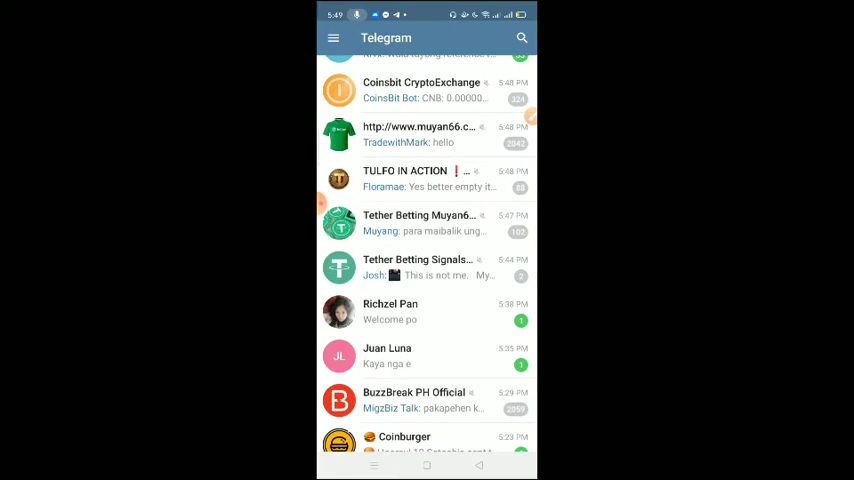 5:49
Telegram
Coinsbit CryptoExchange 5:48 PM
CoinsBit Bot: CNB: 0.00000... 324
http://www.muyan66.c... 5:48 PM
TradewithMark: hello 2042
TULFO IN ACTION ❗... 5:48 PM
Floramae: Yes better empty it... 88
Tether Betting Muyan6... 5:47 PM
Muyang: para maibalik ung... 102
Tether Betting Signals... 5:44 PM
Josh: This is not me. My... 2
Richzel Pan 5:38 PM
Welcome po 1
JL
Juan Luna 5:35 PM
Kaya nga e 1
BuzzBreak PH Official 5:29 PM
MigzBiz Talk: pakapehen k... 2059
🍔 Coinburger 5:23 PM